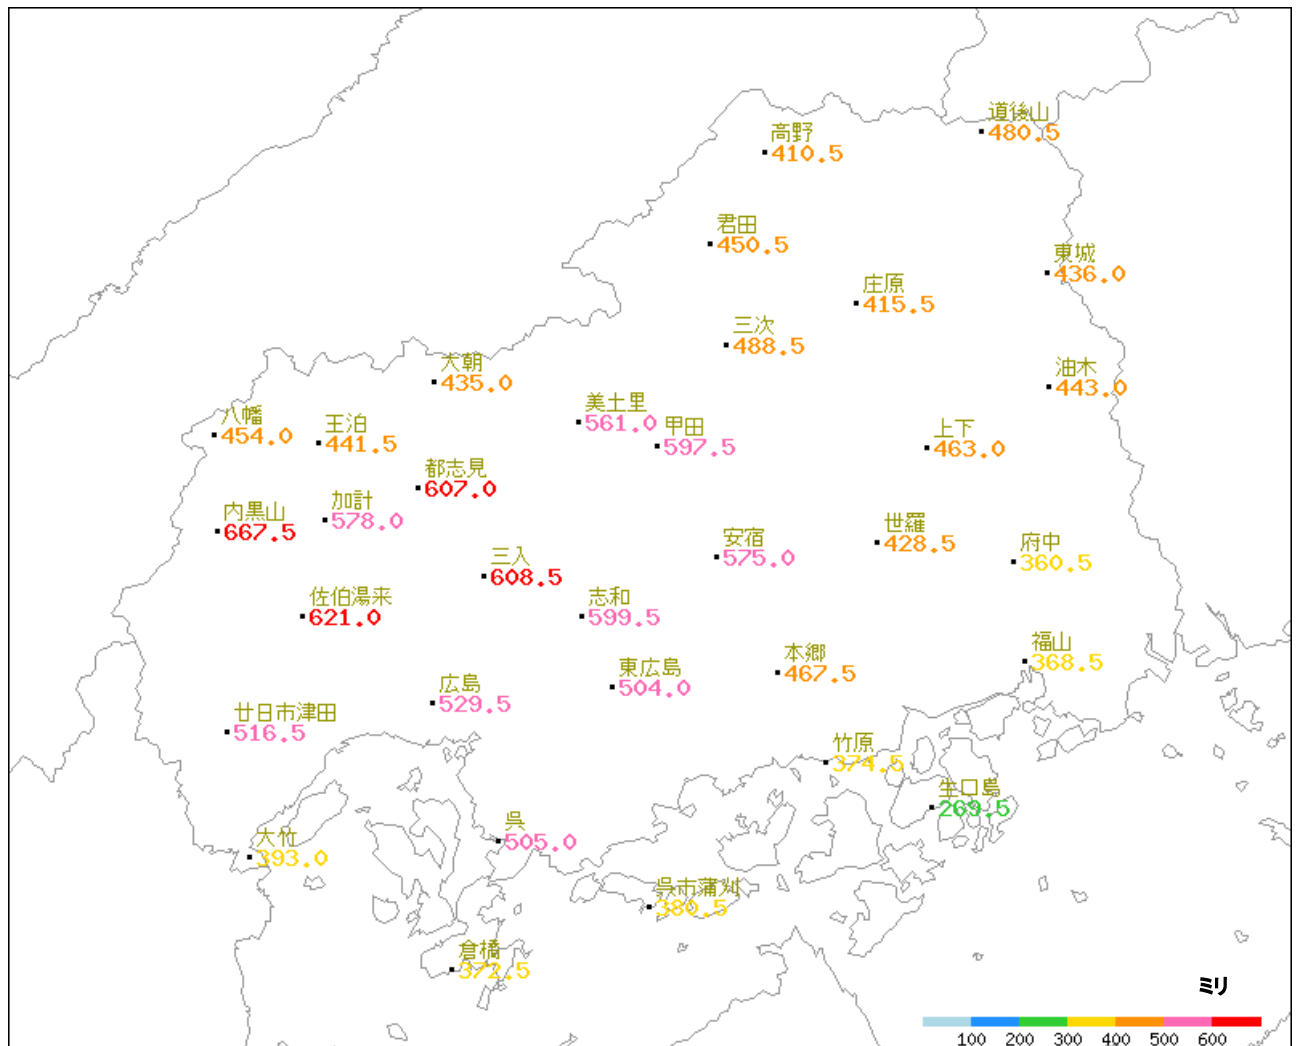 道後山
480.5
高野
410.5
君田
450.5
東城
436.0
庄原
415.5
三次
488.5
大朝
435.0
油木
443.0
美土里
561.0
八幡
454.0
王泊
441.5
甲田
597.5
上下
463.0
都志見
607.0
加計
578.0
内黒山
667.5
世羅
428.5
安宿
575.0
府中
360.5
三入
608.5
佐伯湯来
621.0
志和
599.5
福山
368.5
本郷
467.5
東広島
504.0
広島
529.5
廿日市津田
516.5
竹原
374.5
生口島
269.5
呉
505.0
大竹
393.0
呉市蒲刈
380.5
倉橋
372.5
ミリ
100 200 300 400 500 600